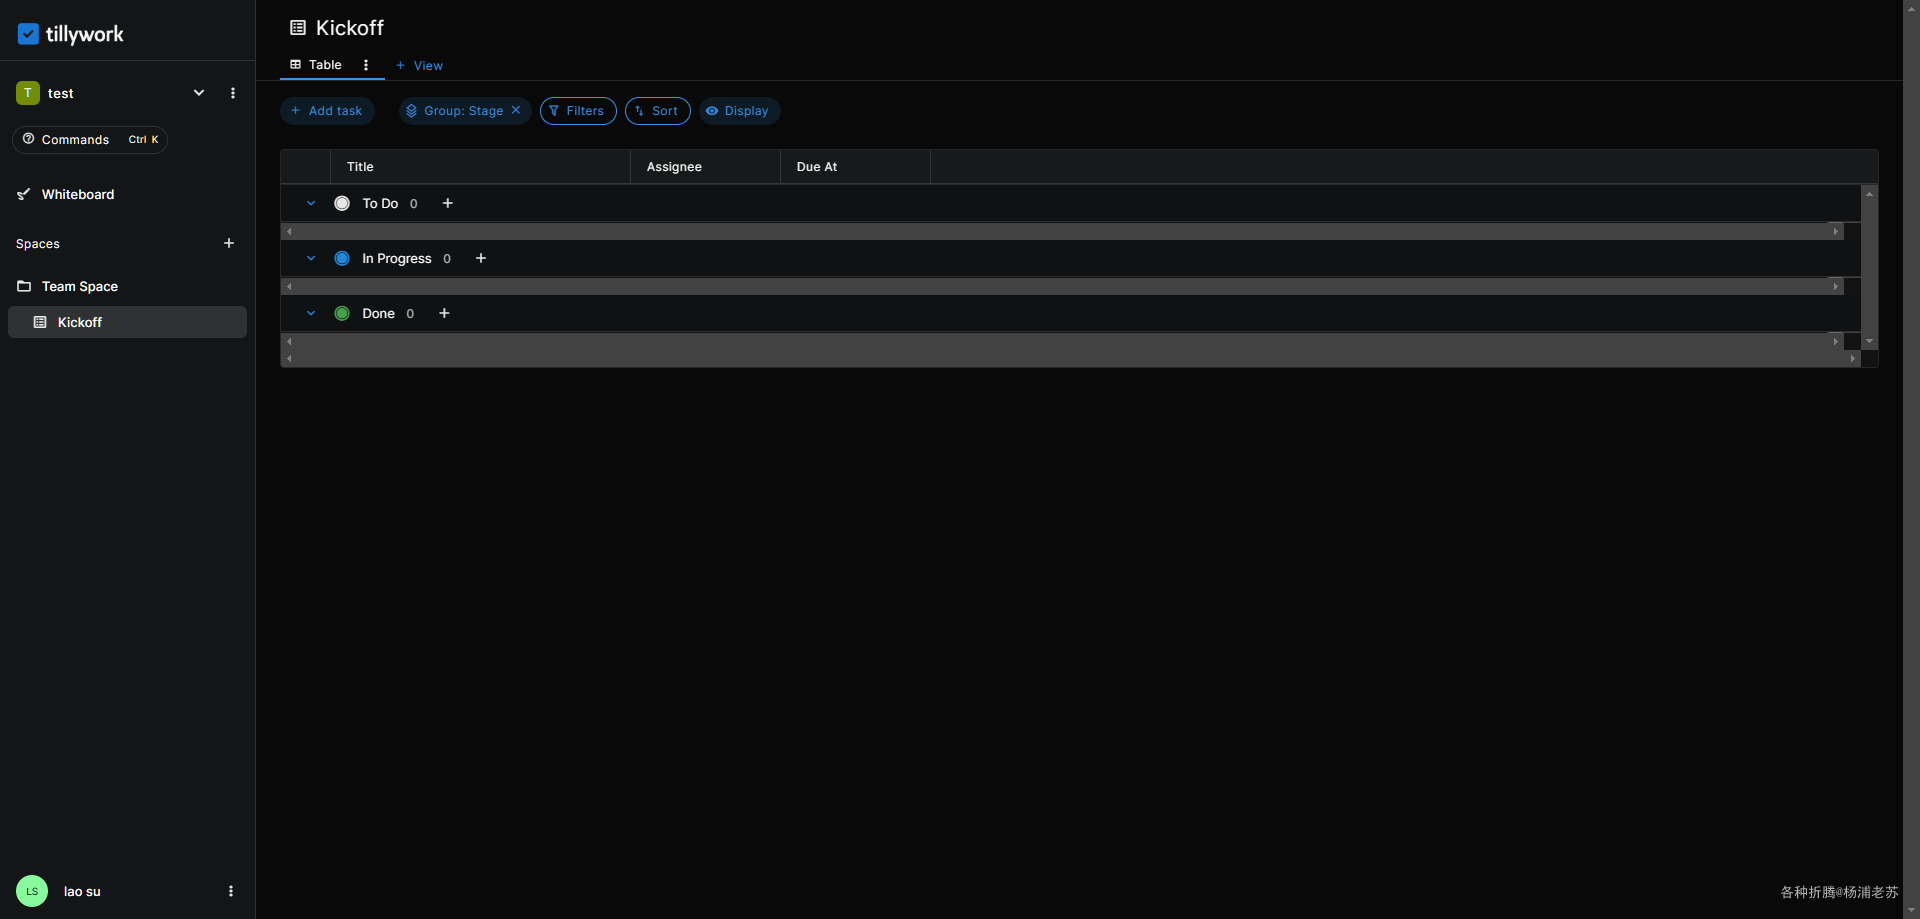 tillywork
T test
Commands Ctrl K
Whiteboard
Spaces
Team Space
Kickoff
LS lao su
Kickoff
Table
+ View
+ Add task
Group: Stage
Filters
Sort
Display
Title Assignee Due At
To Do 0 +
In Progress 0 +
Done 0 +
各种折腾@杨浦老苏